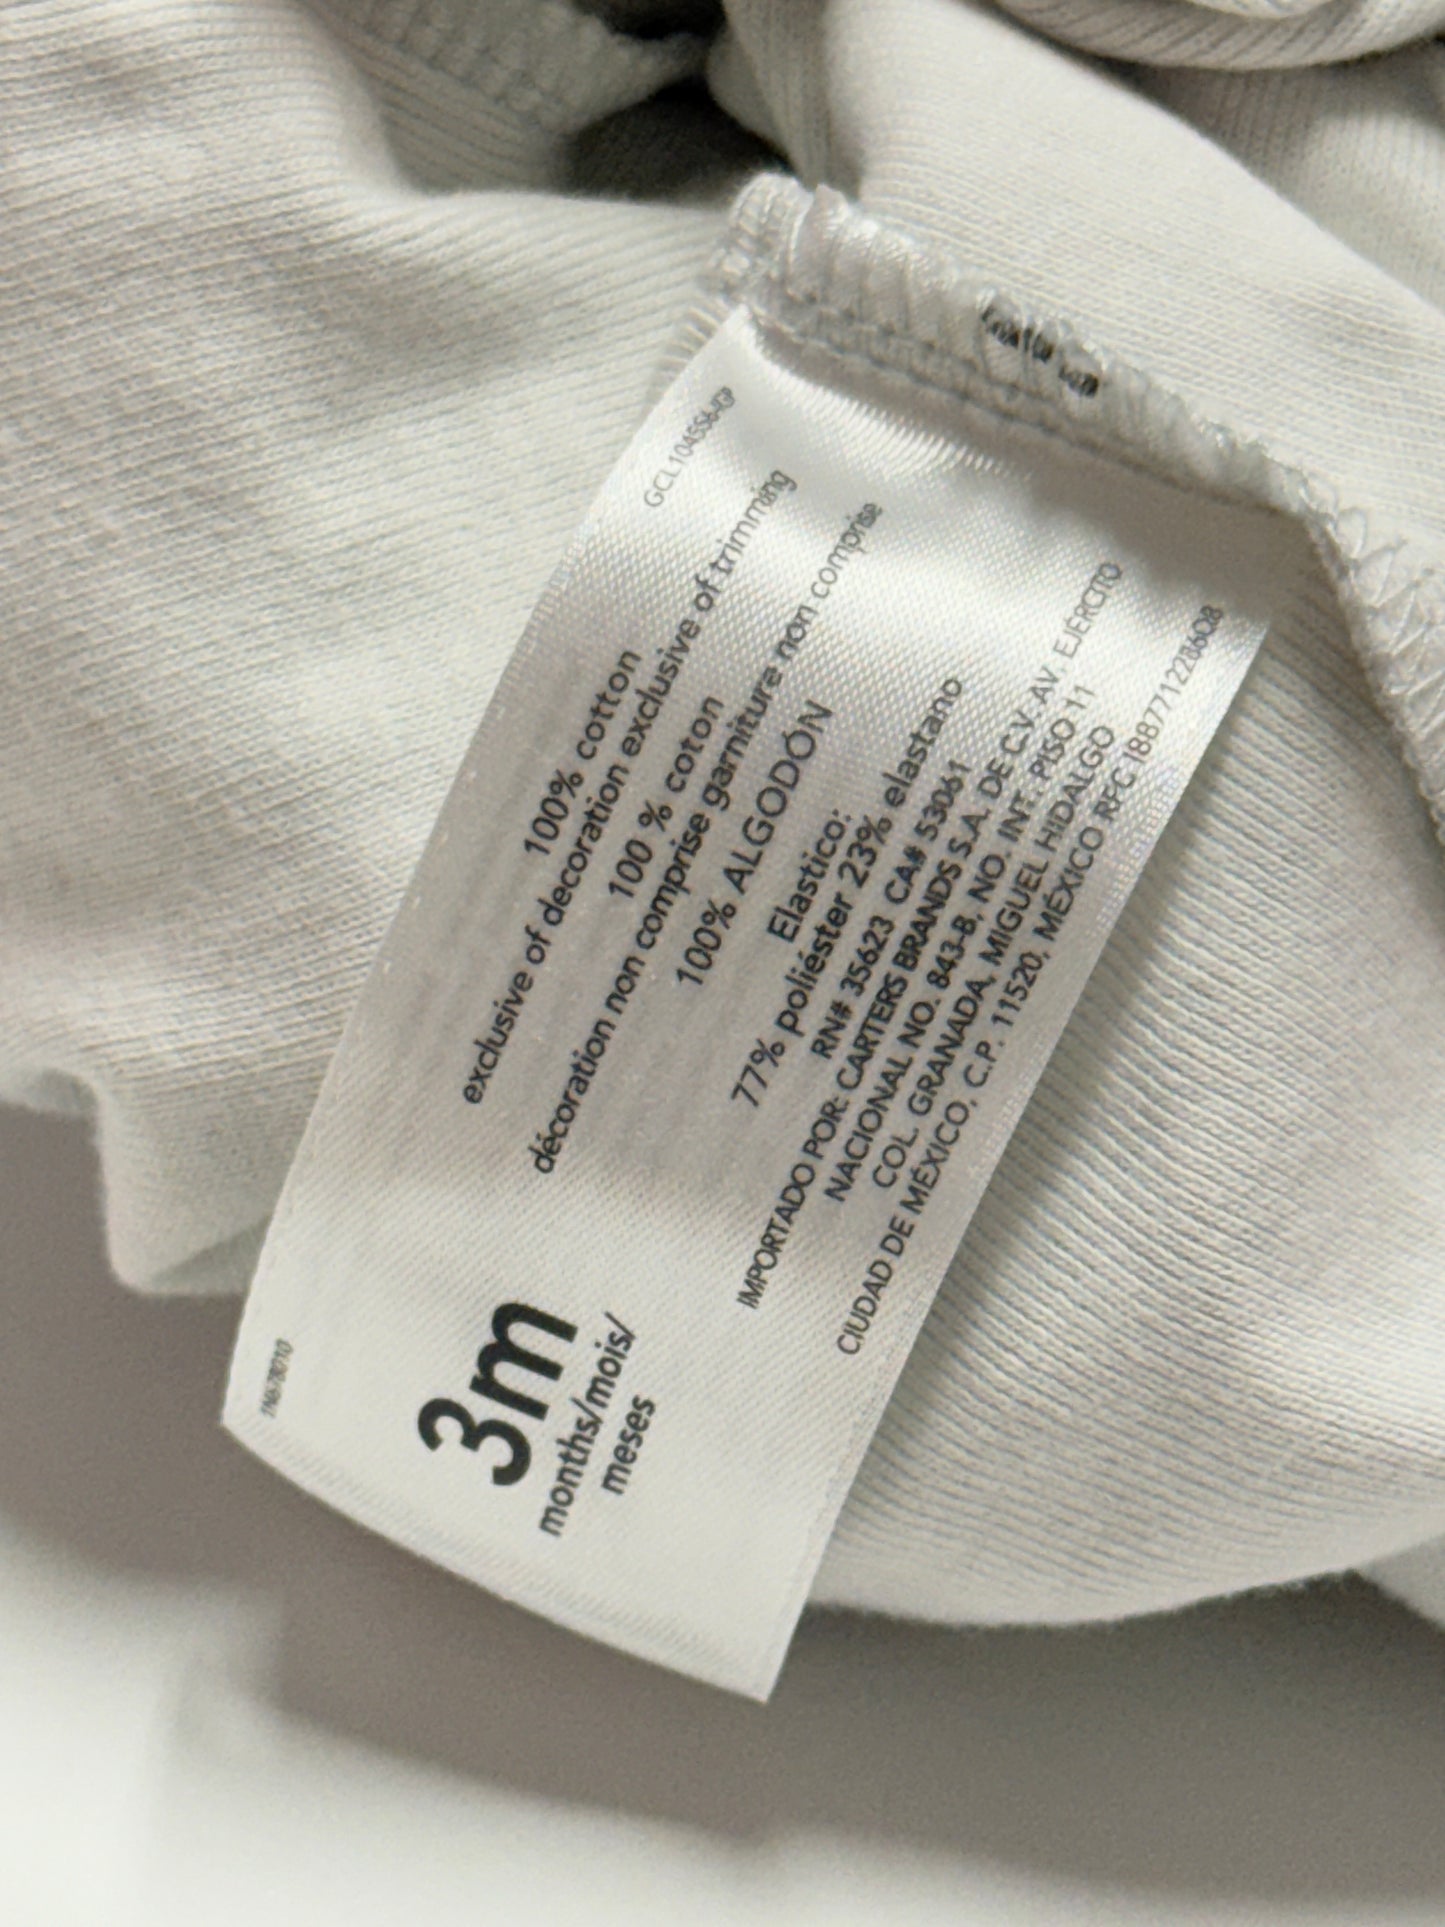 100% cotton
exclusive of decoration exclusive of trimming
100 % coton
décoration non comprise garniture non comprise
100% ALGODÓN
Elastico:
77% poliéster 23% elastano
RN# 35623 CA# 53061
IMPORTADO POR: CARTERS BRANDS S.A. DE C.V. AV. EJERCITO
NACIONAL NO. 843-B, NO. INT. PISO 11
COL. GRANADA, MIGUEL HIDALGO
CIUDAD DE MÉXICO, C.P. 11520, MÉXICO RFC
3m
months/mois/
meses